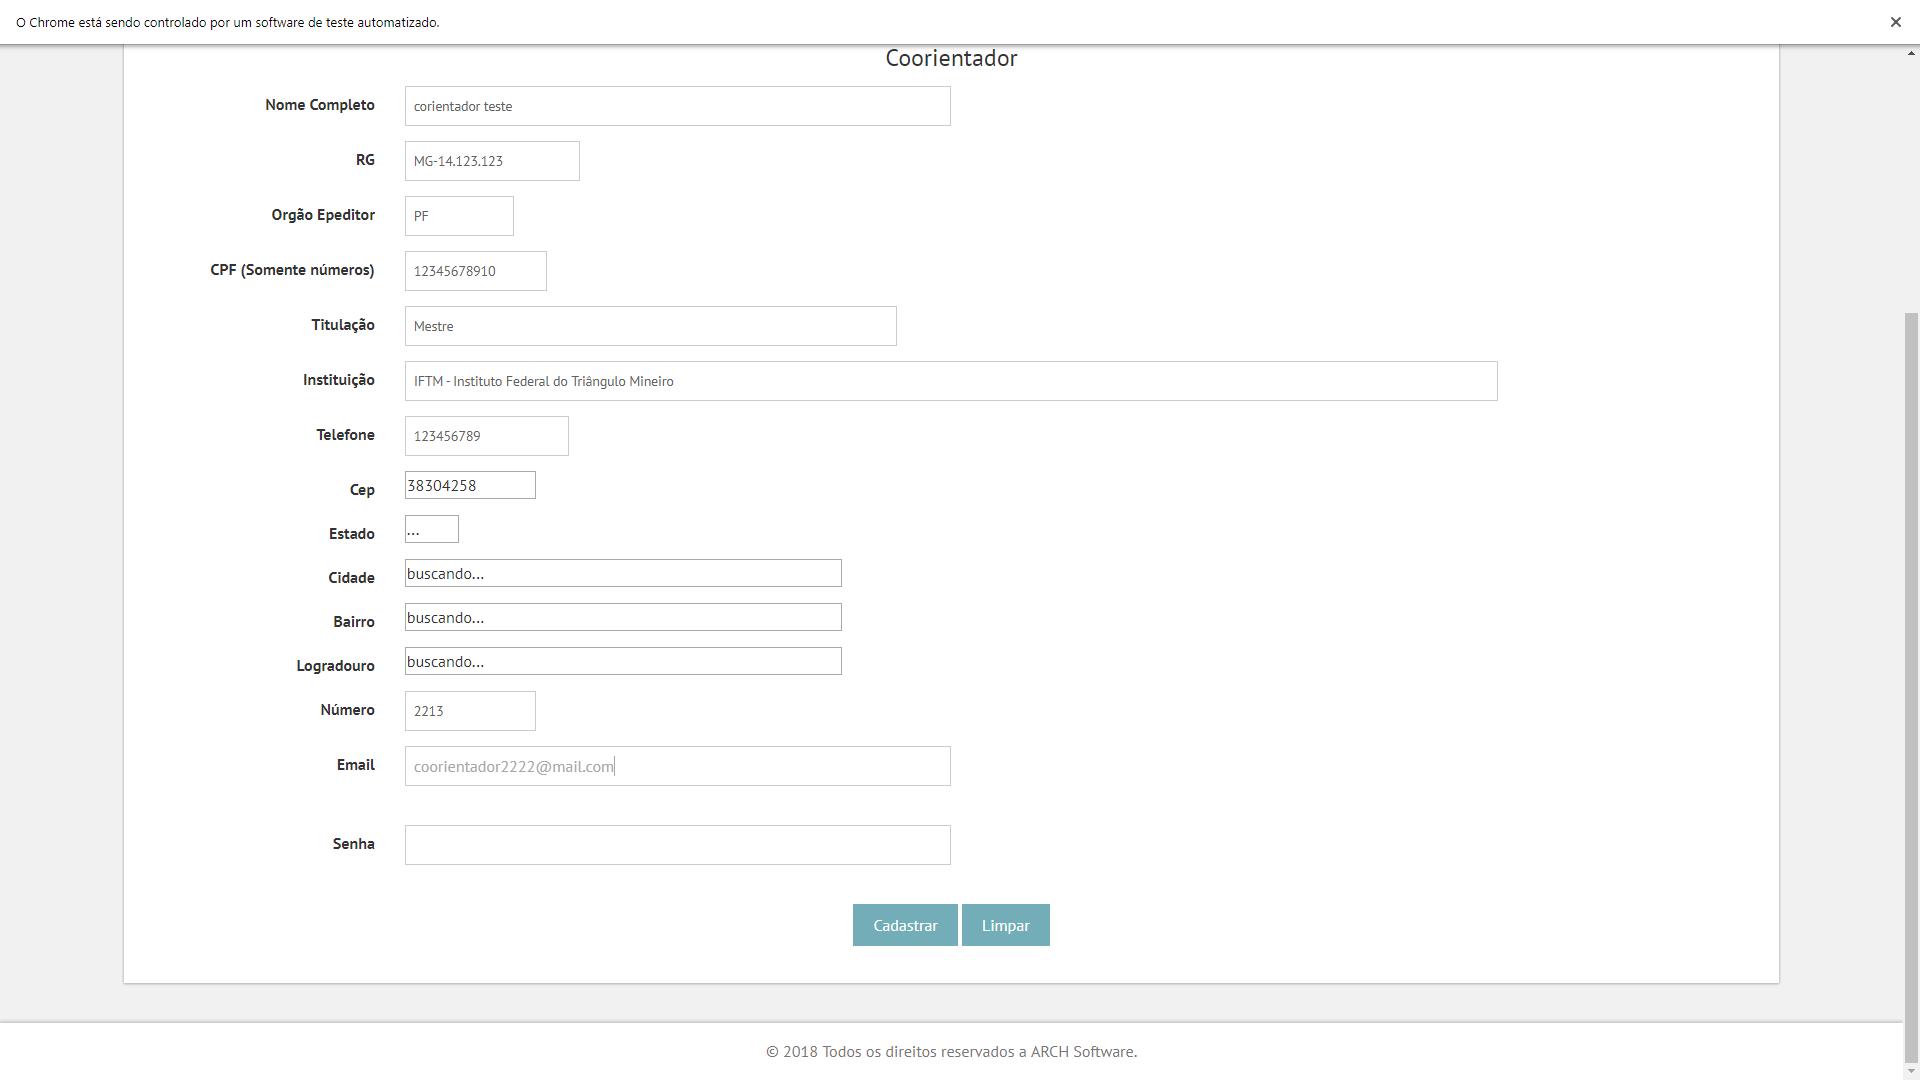 O Chrome está sendo controlado por um software de teste automatizado.
Coorientador
Nome Completo corientador teste
RG MG-14.123.123
Orgão Epeditor PF
CPF (Somente números) 12345678910
Titulação Mestre
Instituição IFTM - Instituto Federal do Triângulo Mineiro
Telefone 123456789
Cep 38304258
Estado ...
Cidade buscando...
Bairro buscando...
Logradouro buscando...
Número 2213
Email coorientador2222@mail.com
Senha
Cadastrar Limpar
© 2018 Todos os direitos reservados a ARCH Software.